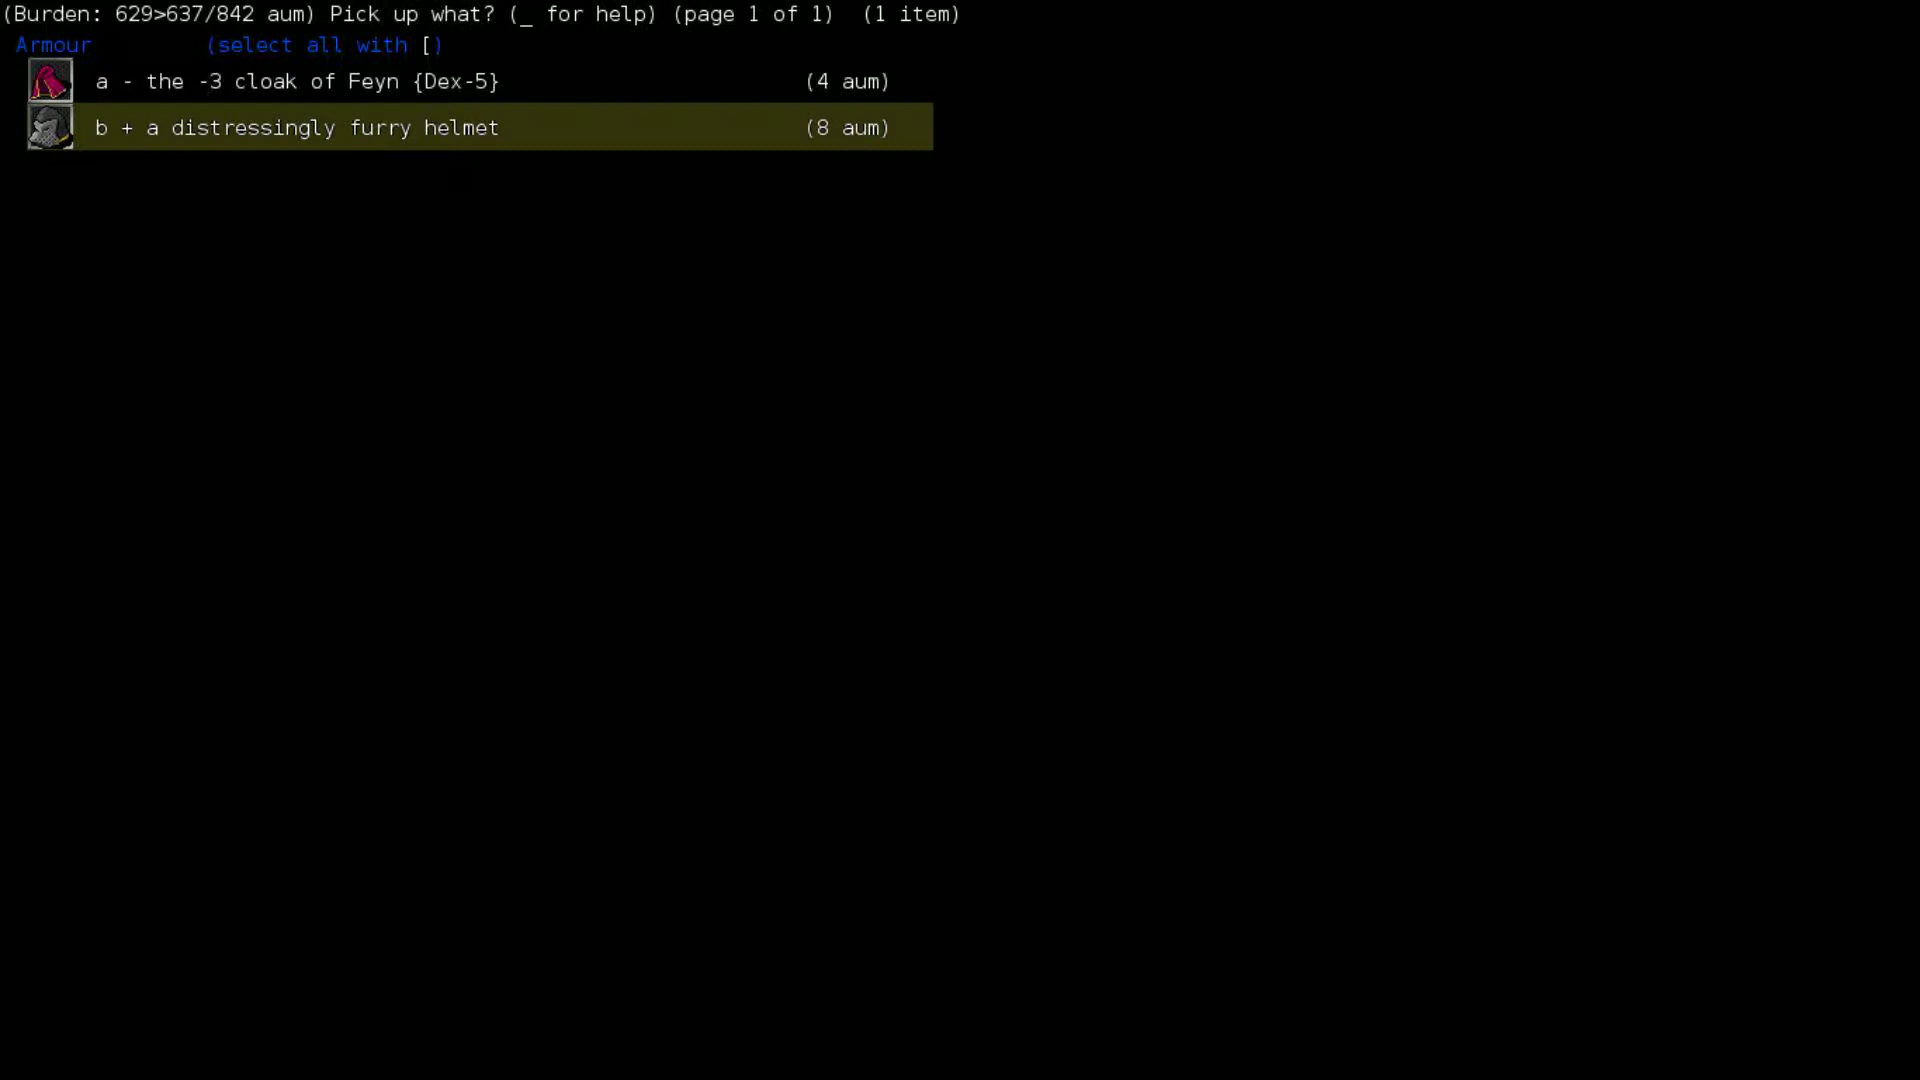 (Burden: 629>637/842 aum) Pick up what? (_ for help) (page 1 of 1)  (1 item)
Armour (select all with [)
a - the -3 cloak of Feyn {Dex-5} (4 aum)
b + a distressingly furry helmet (8 aum)